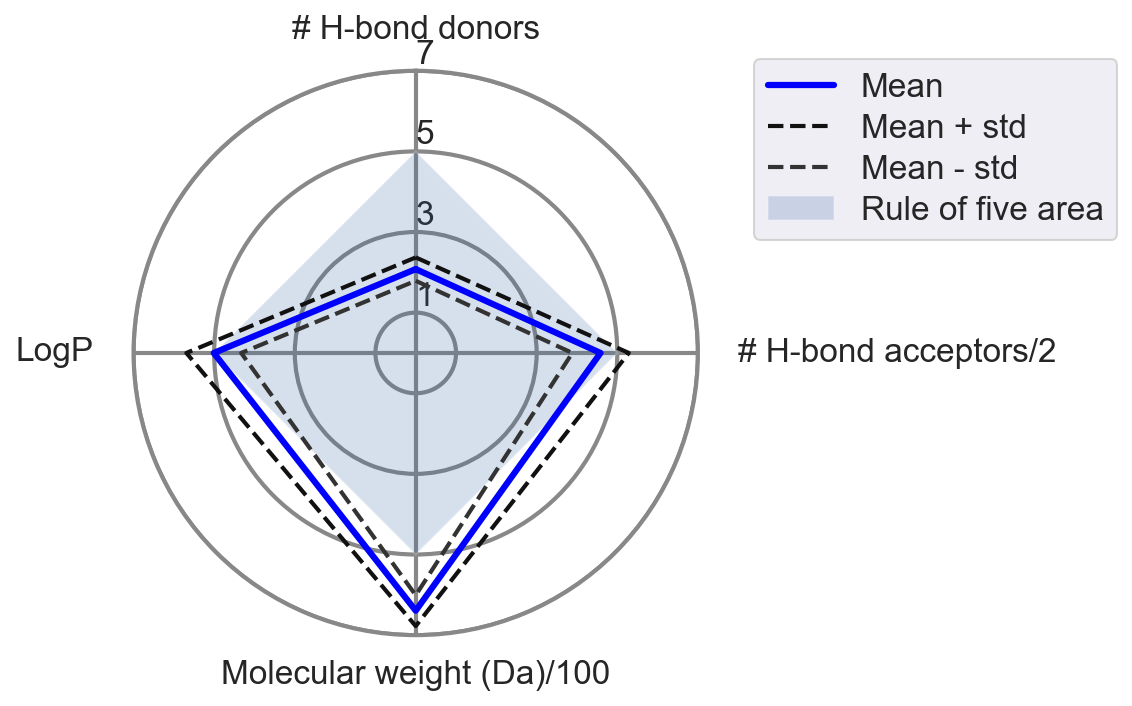 # H-bond donors
7
5
3
1
LogP
# H-bond acceptors/2
Molecular weight (Da)/100
Mean
Mean + std
Mean - std
Rule of five area